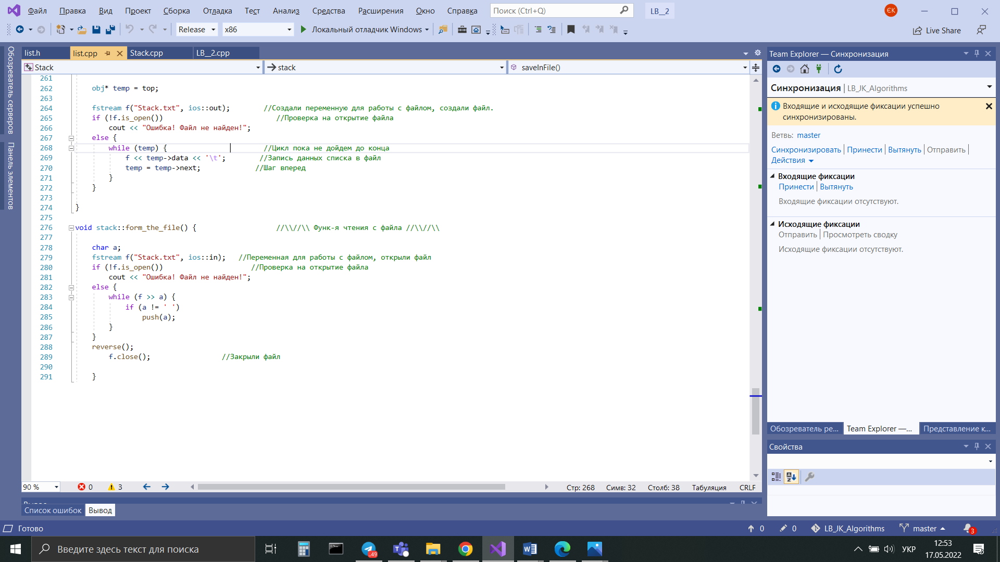 Файл Правка Вид Проект Сборка Отладка Тест Анализ Средства Расширения Окно Справка Поиск (Ctrl+Q) LB__2 ЄК
Release x86 Локальный отладчик Windows Live Share
Обозреватель серверов
Панель элементов
list.h list.cpp Stack.cpp LB__2.cpp
Stack stack saveInFile()
261
262 obj* temp = top;
263
264 fstream f("Stack.txt", ios::out); //Создали переменную для работы с файлом, создали файл.
265 if (!f.is_open()) //Проверка на открытие файла
266 cout << "Ошибка! Файл не найден!";
267 else {
268 while (temp) { //Цикл пока не дойдем до конца
269 f << temp->data << '\t'; //Запись данных списка в файл
270 temp = temp->next; //Шаг вперед
271 }
272 }
273
274 }
275
276 void stack::form_the_file() { //\\//\\ Функ-я чтения с файла //\\//\\
277
278 char a;
279 fstream f("Stack.txt", ios::in); //Переменная для работы с файлом, открыли файл
280 if (!f.is_open()) //Проверка на открытие файла
281 cout << "Ошибка! Файл не найден!";
282 else {
283 while (f >> a) {
284 if (a != ' ')
285 push(a);
286 }
287 }
288 reverse();
289 f.close(); //Закрыли файл
290
291 }
90 % 0 3 Стр: 268 Симв: 32 Столб: 38 Табуляция CRLF
Список ошибок Вывод
Team Explorer — Синхронизация
Синхронизация | LB_JK_Algorithms
Входящие и исходящие фиксации успешно
синхронизированы.
Ветвь: master
Синхронизировать | Принести | Вытянуть | Отправить |
Действия
Входящие фиксации
Принести | Вытянуть
Входящие фиксации отсутствуют.
Исходящие фиксации
Отправить | Просмотреть сводку
Исходящие фиксации отсутствуют.
Обозреватель ре... Team Explorer —... Представление к...
Свойства
Готово 0 0 LB_JK_Algorithms master 3
Введите здесь текст для поиска
..49
УКР
12:53
17.05.2022